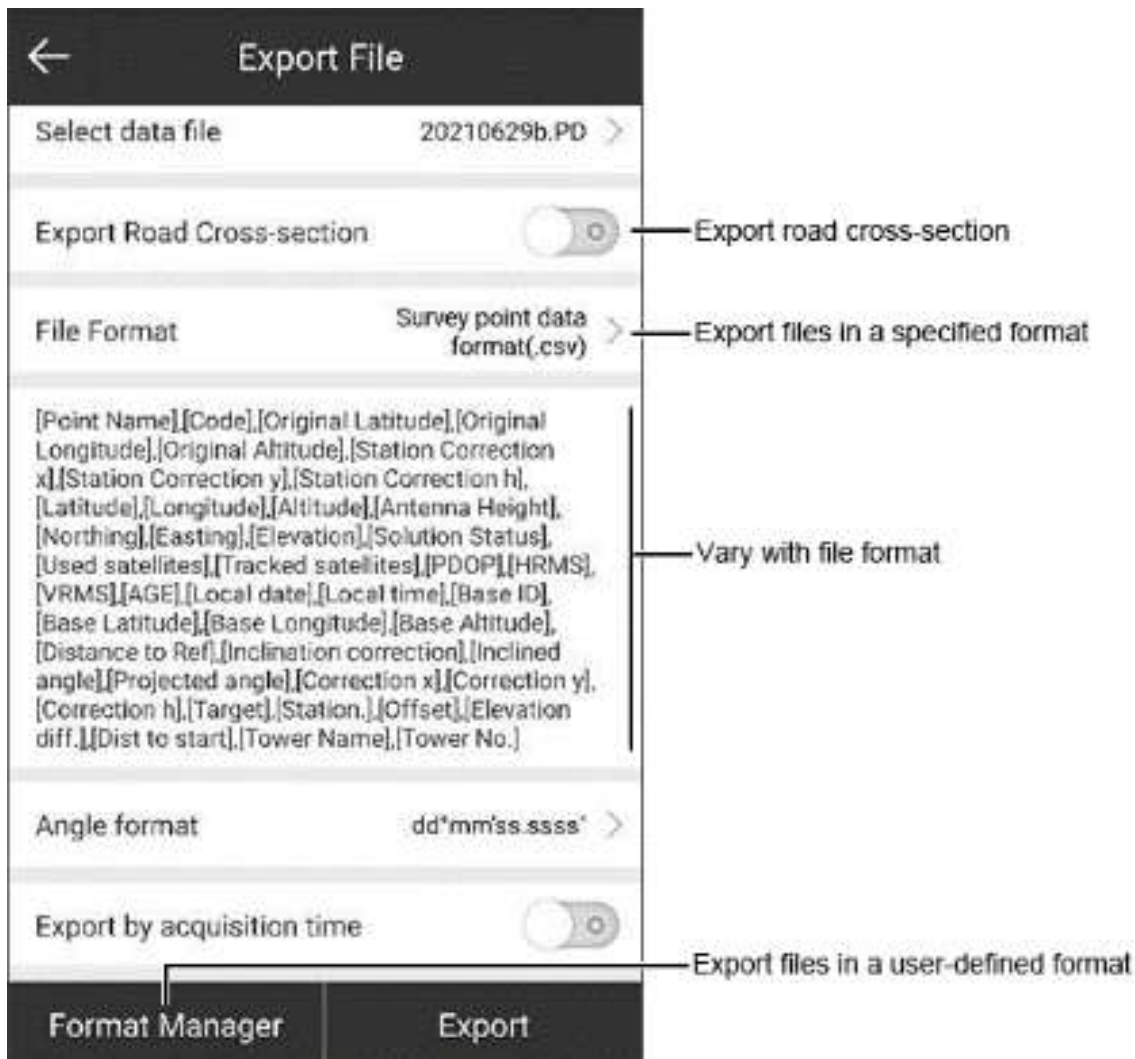 Export File
Select data file 20210629b.PD
Export Road Cross-section
Export road cross-section
File Format Survey point data
format(.csv)
Export files in a specified format
[Point Name],[Code],[Original Latitude],[Original
Longitude],[Original Altitude],[Station Correction
x],[Station Correction y],[Station Correction h],
[Latitude],[Longitude],[Altitude],[Antenna Height],
[Northing],[Easting],[Elevation],[Solution Status],
[Used satellites],[Tracked satellites],[PDOP],[HRMS],
[VRMS],[AGE],[Local date],[Local time],[Base ID],
[Base Latitude],[Base Longitude],[Base Altitude],
[Distance to Ref],[Inclination correction],[Inclined
angle],[Projected angle],[Correction x],[Correction y],
[Correction h],[Target],[Station.],[Offset],[Elevation
diff.],[Dist to start],[Tower Name],[Tower No.]
Vary with file format
Angle format dd°mm'ss.ssss"
Export by acquisition time
Export files in a user-defined format
Format Manager Export